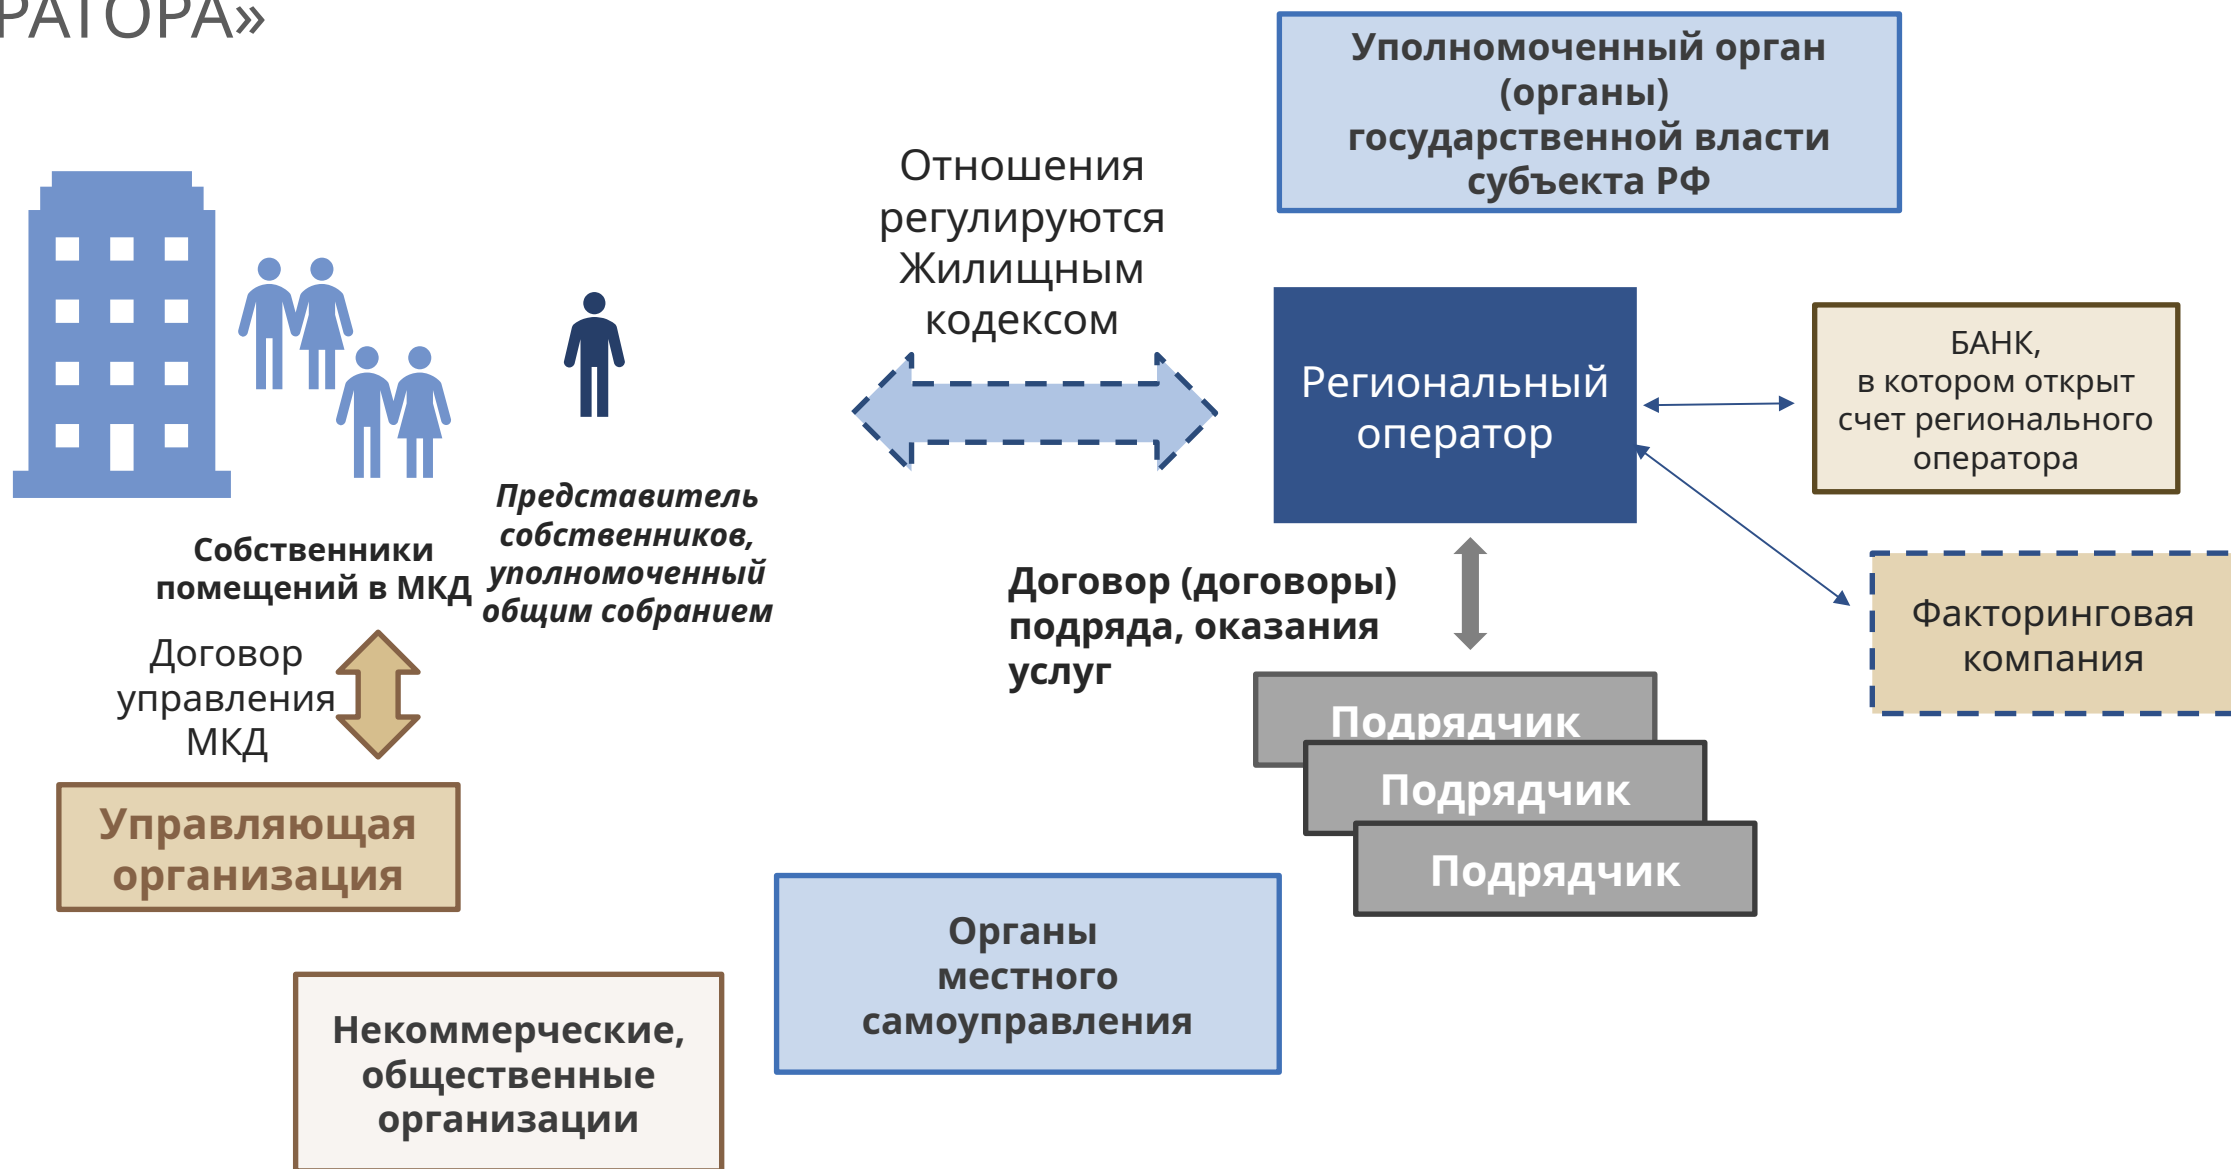 РАТОРА»
Уполномоченный орган
(органы)
государственной власти
субъекта РФ
Отношения
регулируются
Жилищным
кодексом
Региональный
оператор
БАНК,
в котором открыт
счет регионального
оператора
Представитель
собственников,
уполномоченный
общим собранием
Собственники
помещений в МКД
Договор (договоры)
подряда, оказания
услуг
Факторинговая
компания
Договор
управления
МКД
Подрядчик
Подрядчик
Подрядчик
Управляющая
организация
Органы
местного
самоуправления
Некоммерческие,
общественные
организации